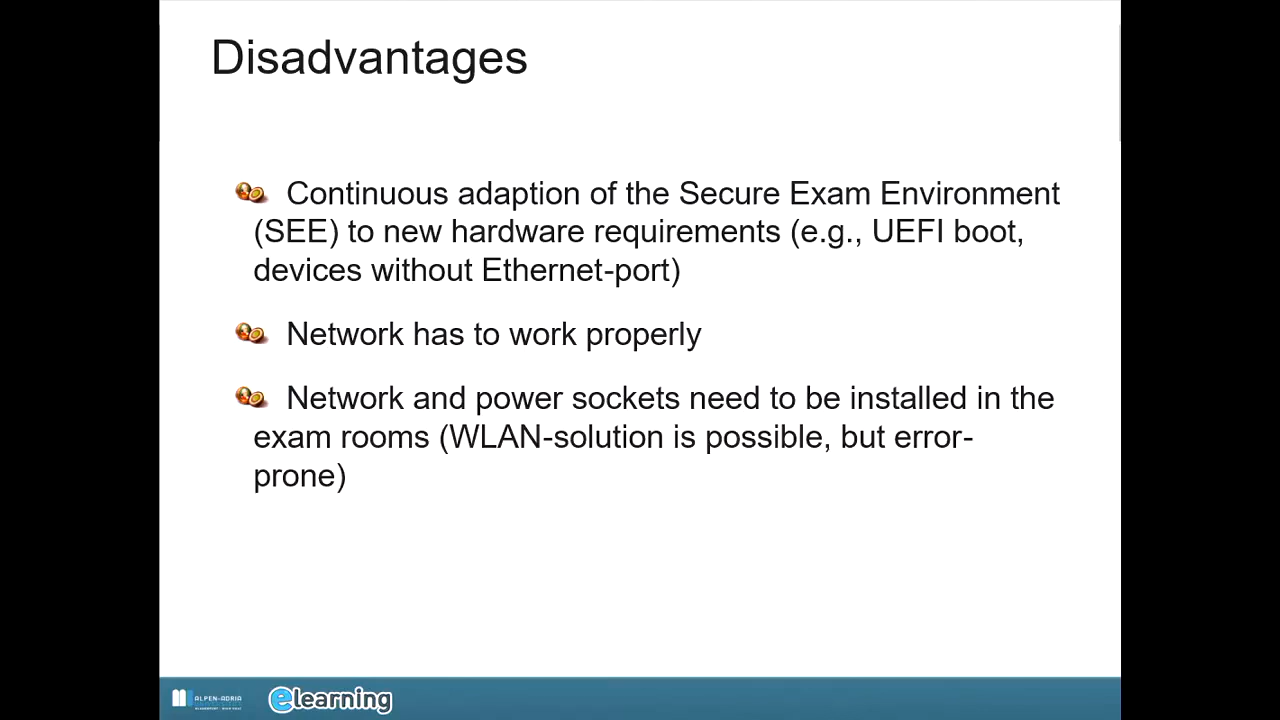 Disadvantages
Continuous adaption of the Secure Exam Environment
(SEE) to new hardware requirements (e.g., UEFI boot,
devices without Ethernet-port)
Network has to work properly
Network and power sockets need to be installed in the
exam rooms (WLAN-solution is possible, but error-
prone)
ALPEN-ADRIA
elearning